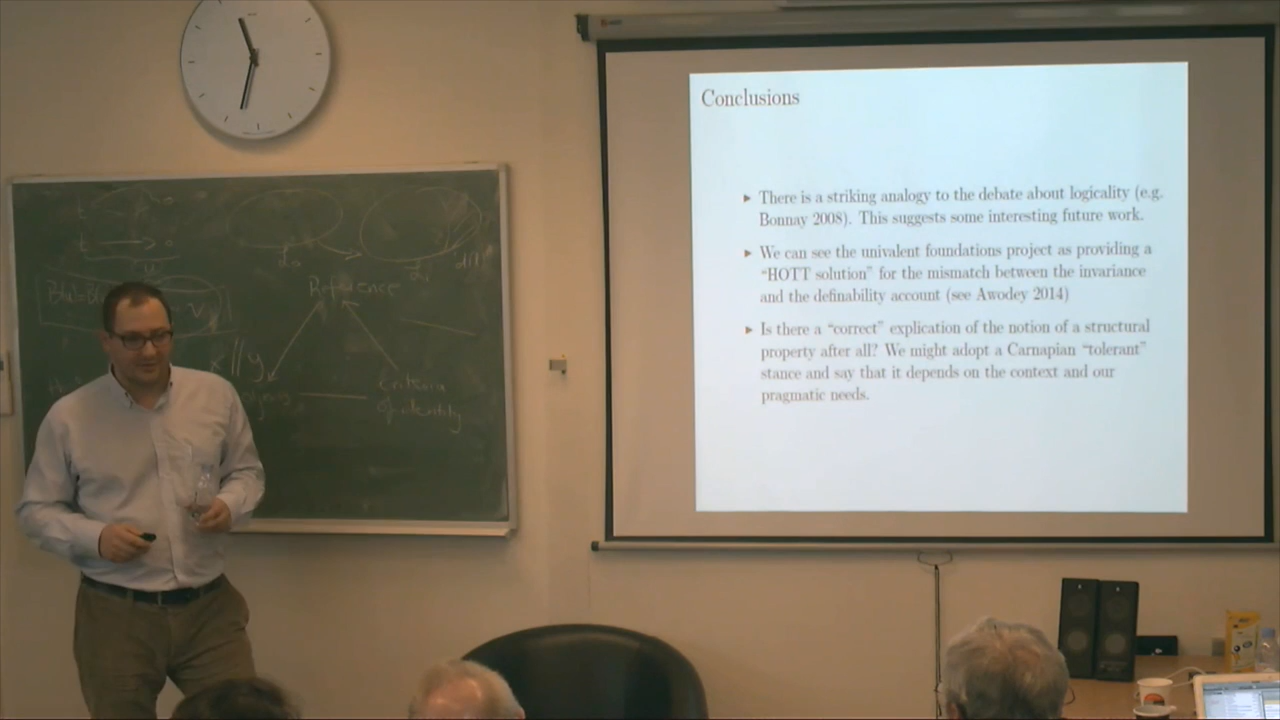 Conclusions
▶ There is a striking analogy to the debate about logicality (e.g.
Bonnay 2008). This suggests some interesting future work.
▶ We can see the univalent foundations project as providing a
“HOTT solution” for the mismatch between the invariance
and the definability account (see Awodey 2014)
▶ Is there a “correct” explication of the notion of a structural
property after all? We might adopt a Carnapian “tolerant”
stance and say that it depends on the context and our
pragmatic needs.
Reference
x // y
Criteria
of identity